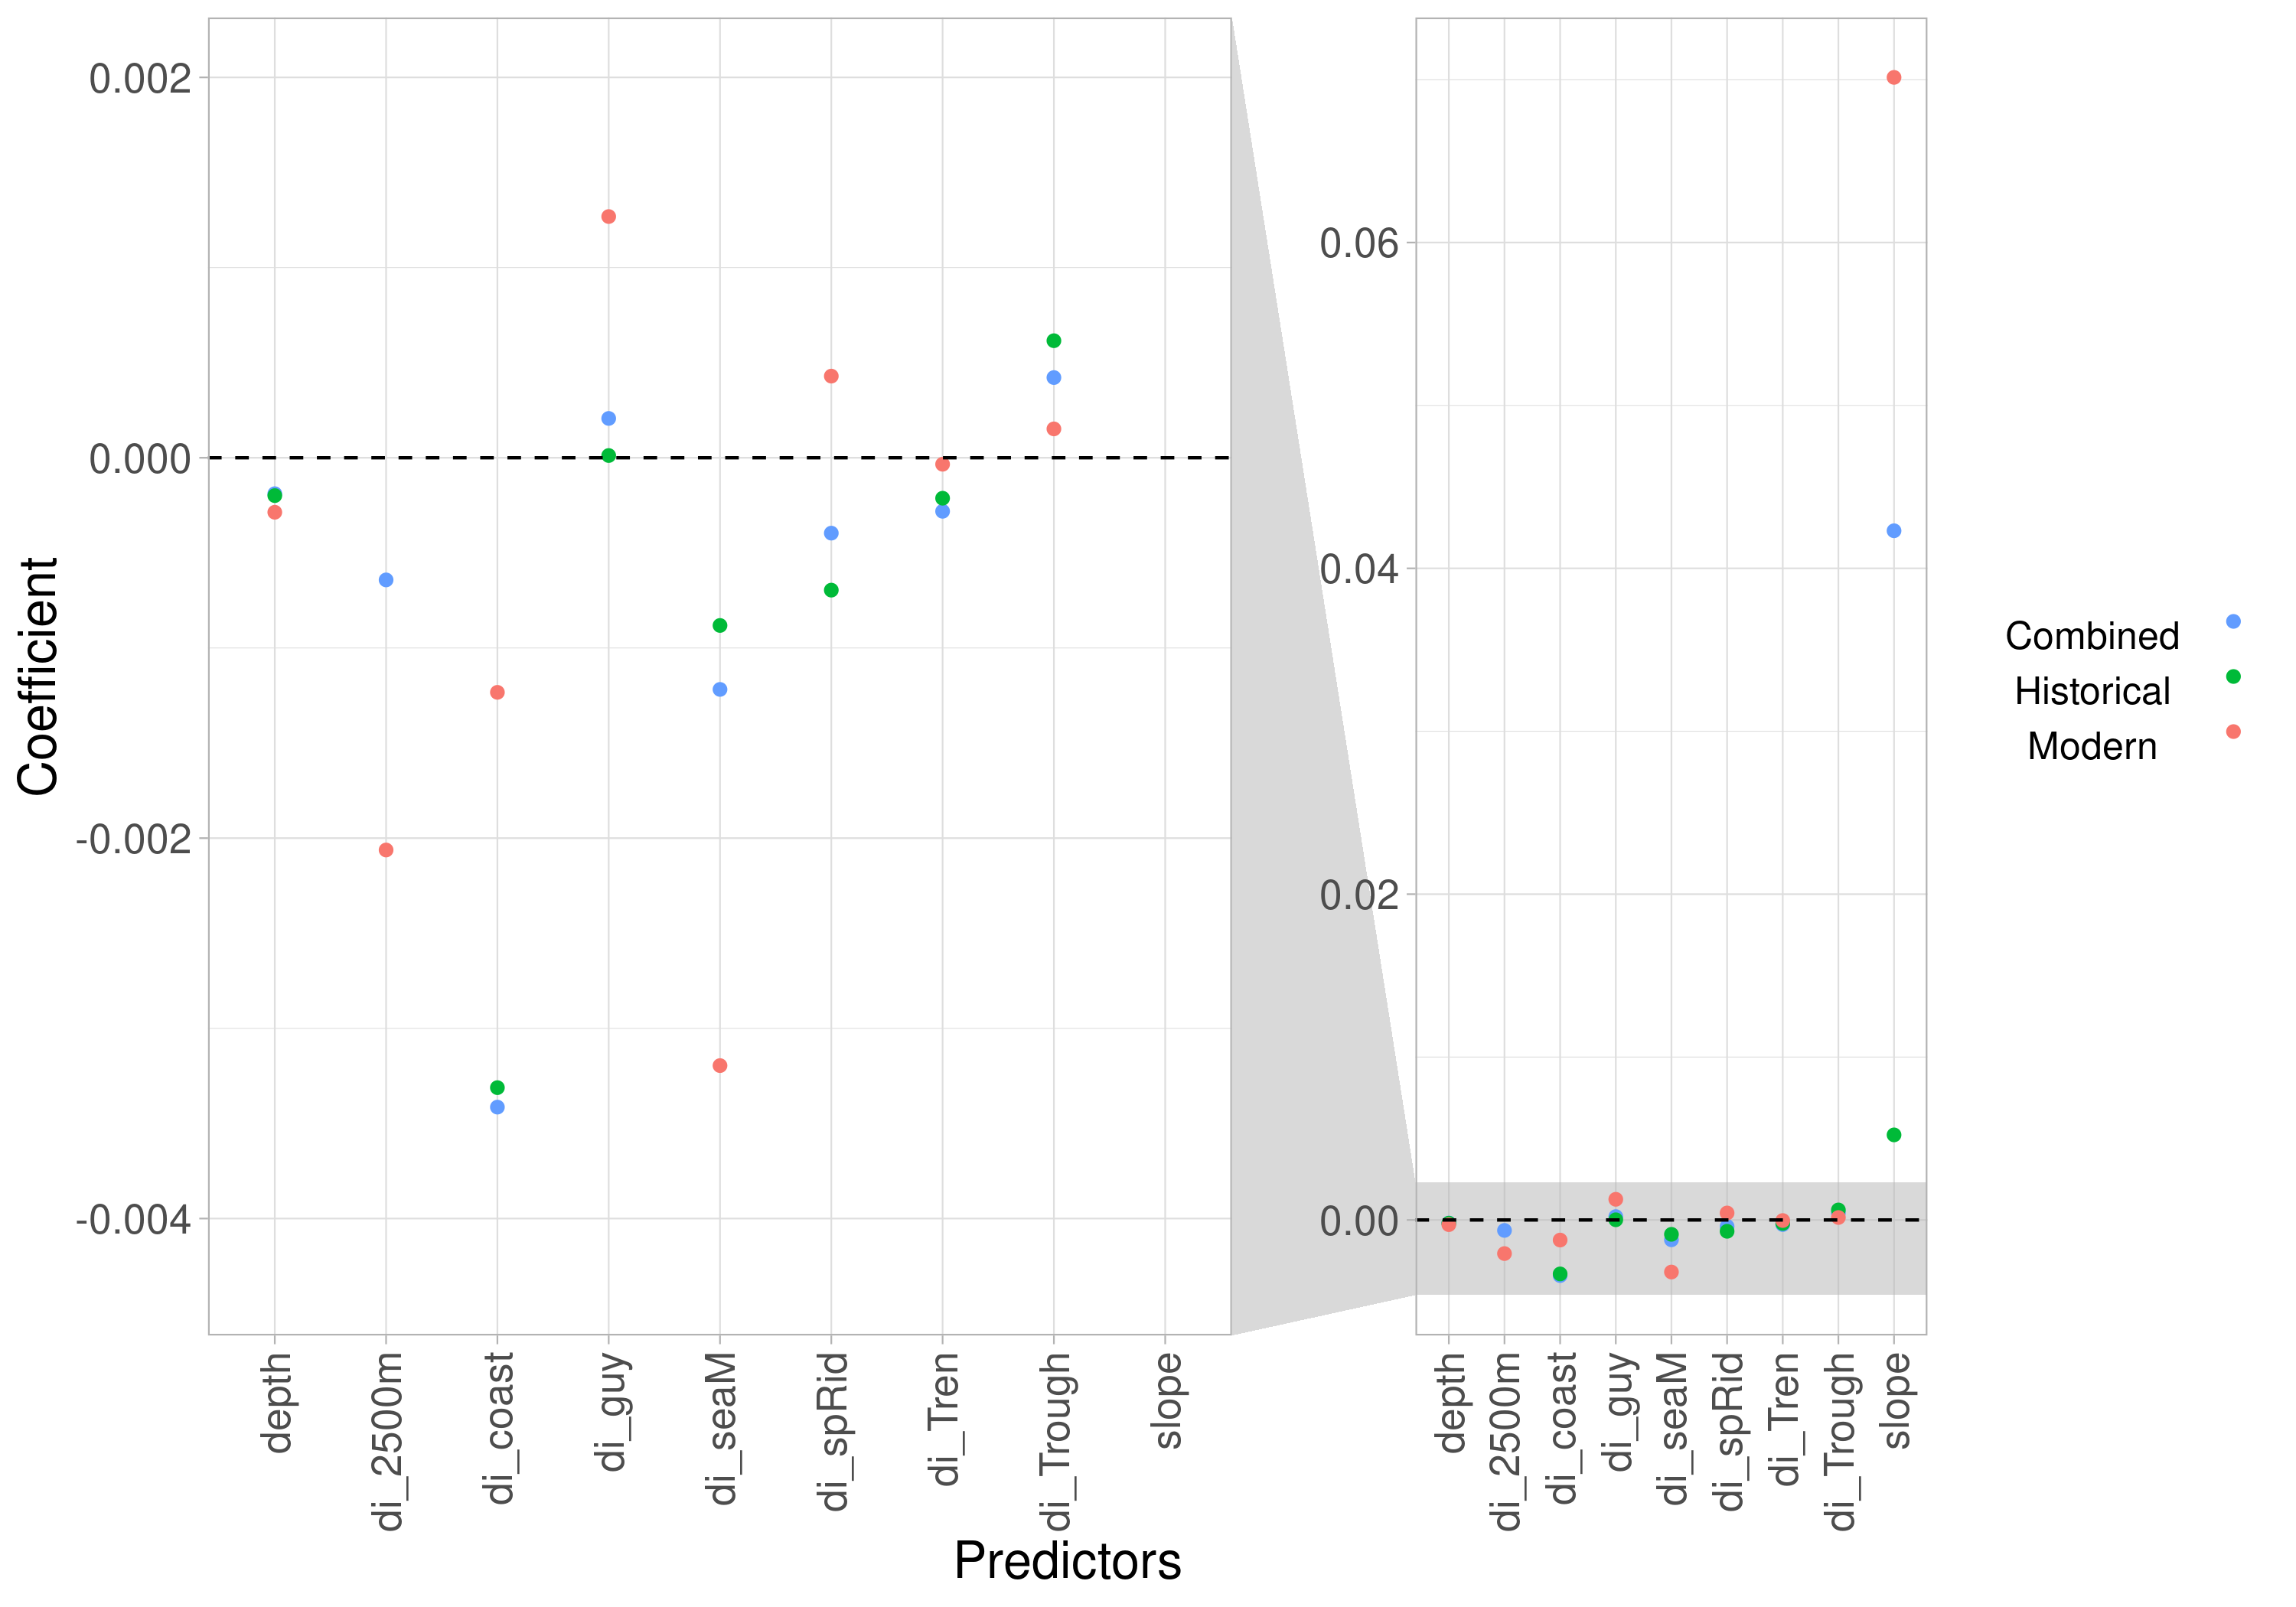 Coefficient
0.002
0.000
-0.002
-0.004
depth
di_2500m
di_coast
di_guy
di_seaM
di_spRid
di_Tren
di_Trough
slope
0.06
0.04
0.02
0.00
depth
di_2500m
di_coast
di_guy
di_seaM
di_spRid
di_Tren
di_Trough
slope
Predictors
Combined
Historical
Modern